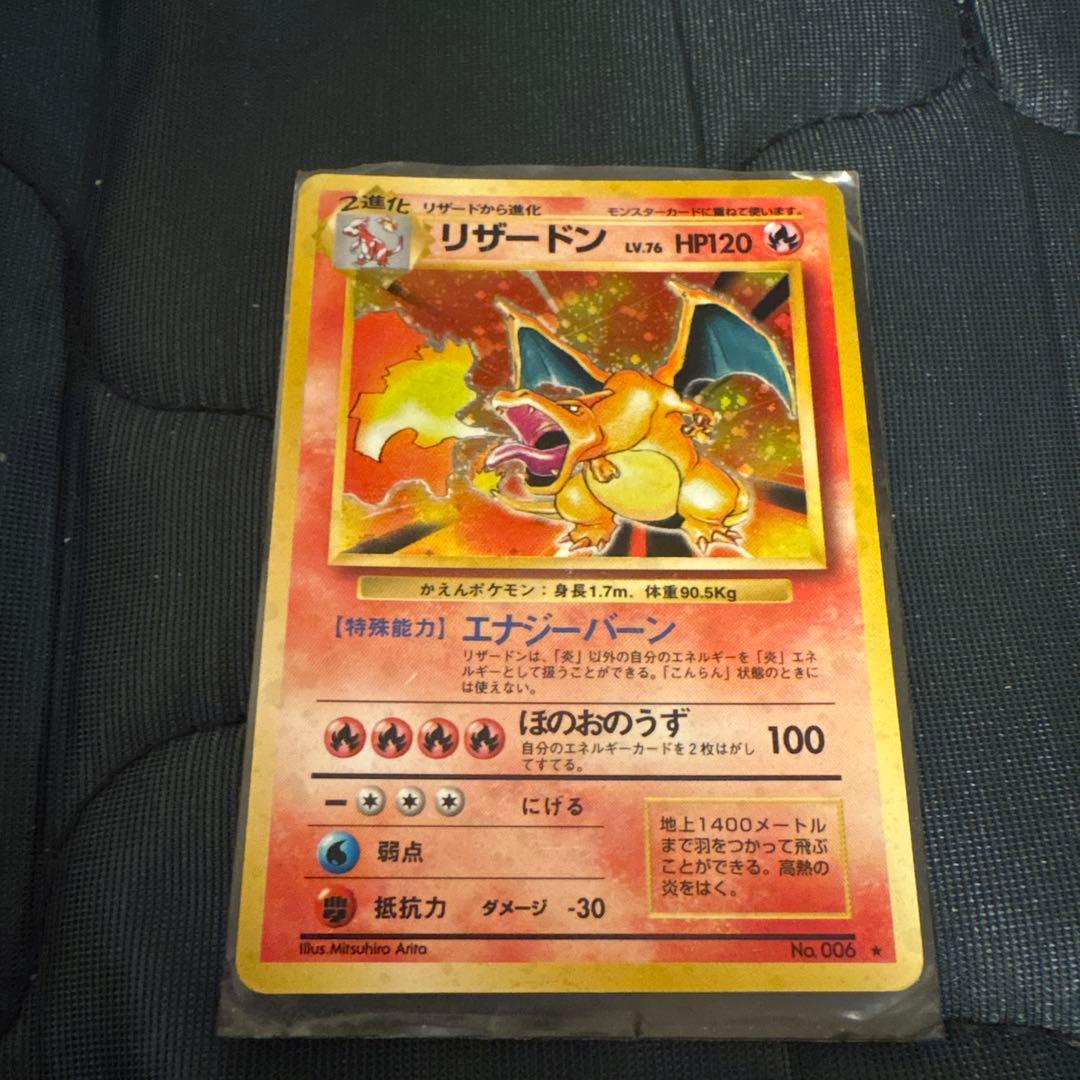 2進化 リザードから進化 モンスターカードに重ねて使います。
リザードン LV.76 HP120
かえんポケモン:身長1.7m、体重90.5Kg
【特殊能力】 エナジーバーン
リザードンは、「炎」以外の自分のエネルギーを「炎」エネ
ルギーとして扱うことができる。「こんらん」状態のときに
は使えない。
ほのおのうず 100
自分のエネルギーカードを2枚はがし
てすてる。
にげる
弱点
抵抗力 ダメージ -30
地上1400メートル
まで羽をつかって飛ぶ
ことができる。高熱の
炎をはく。
Illus.Mitsuhiro Arita No.006 ★